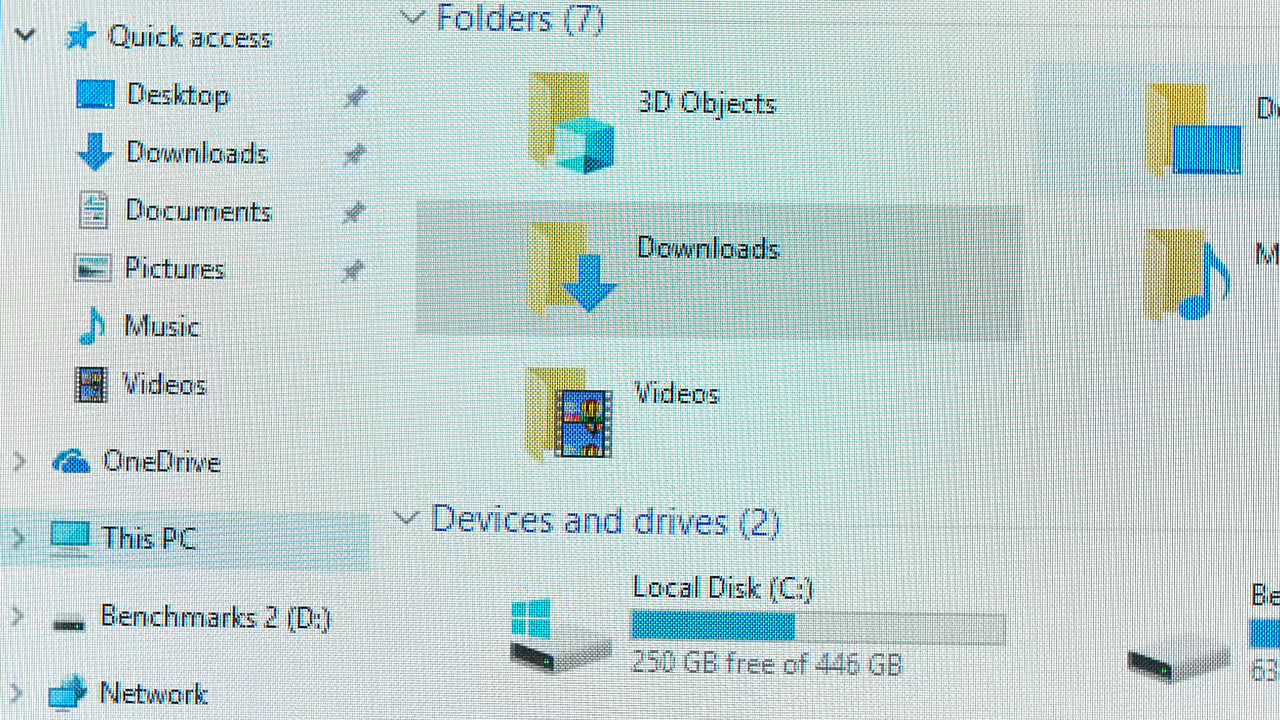 Quick access
Desktop
Downloads
Documents
Pictures
Music
Videos
OneDrive
This PC
Benchmarks 2 (D:)
Network
Folders (7)
3D Objects
Downloads
Videos
Devices and drives (2)
Local Disk (C:)
250 GB free of 446 GB